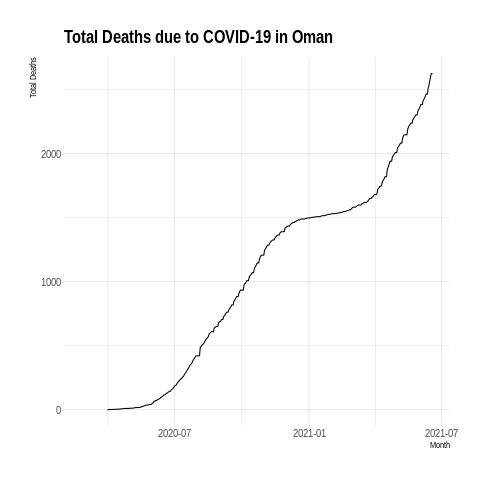 Total Deaths due to COVID-19 in Oman
Total Deaths
2000
1000
0
2020-07 2021-01 2021-07
Month